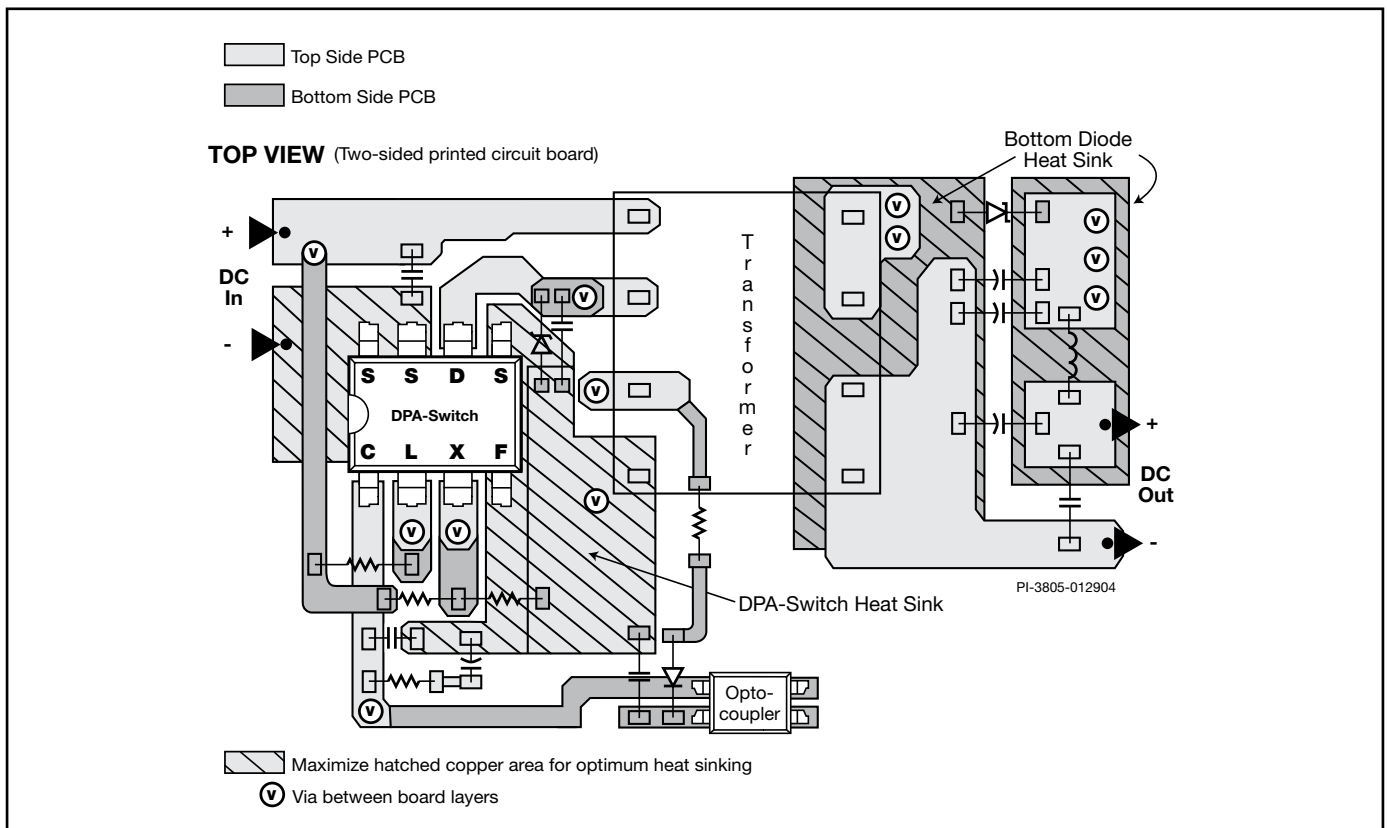 Top Side PCB
Bottom Side PCB
TOP VIEW (Two-sided printed circuit board)
Bottom Diode
Heat Sink
+
DC
In
-
V
V
V
V
V
V
V
V
V
V
V
V
Transformer
S S D S
DPA-Switch
C L X F
+
DC
Out
-
PI-3805-012904
DPA-Switch Heat Sink
Opto-
coupler
Maximize hatched copper area for optimum heat sinking
V Via between board layers